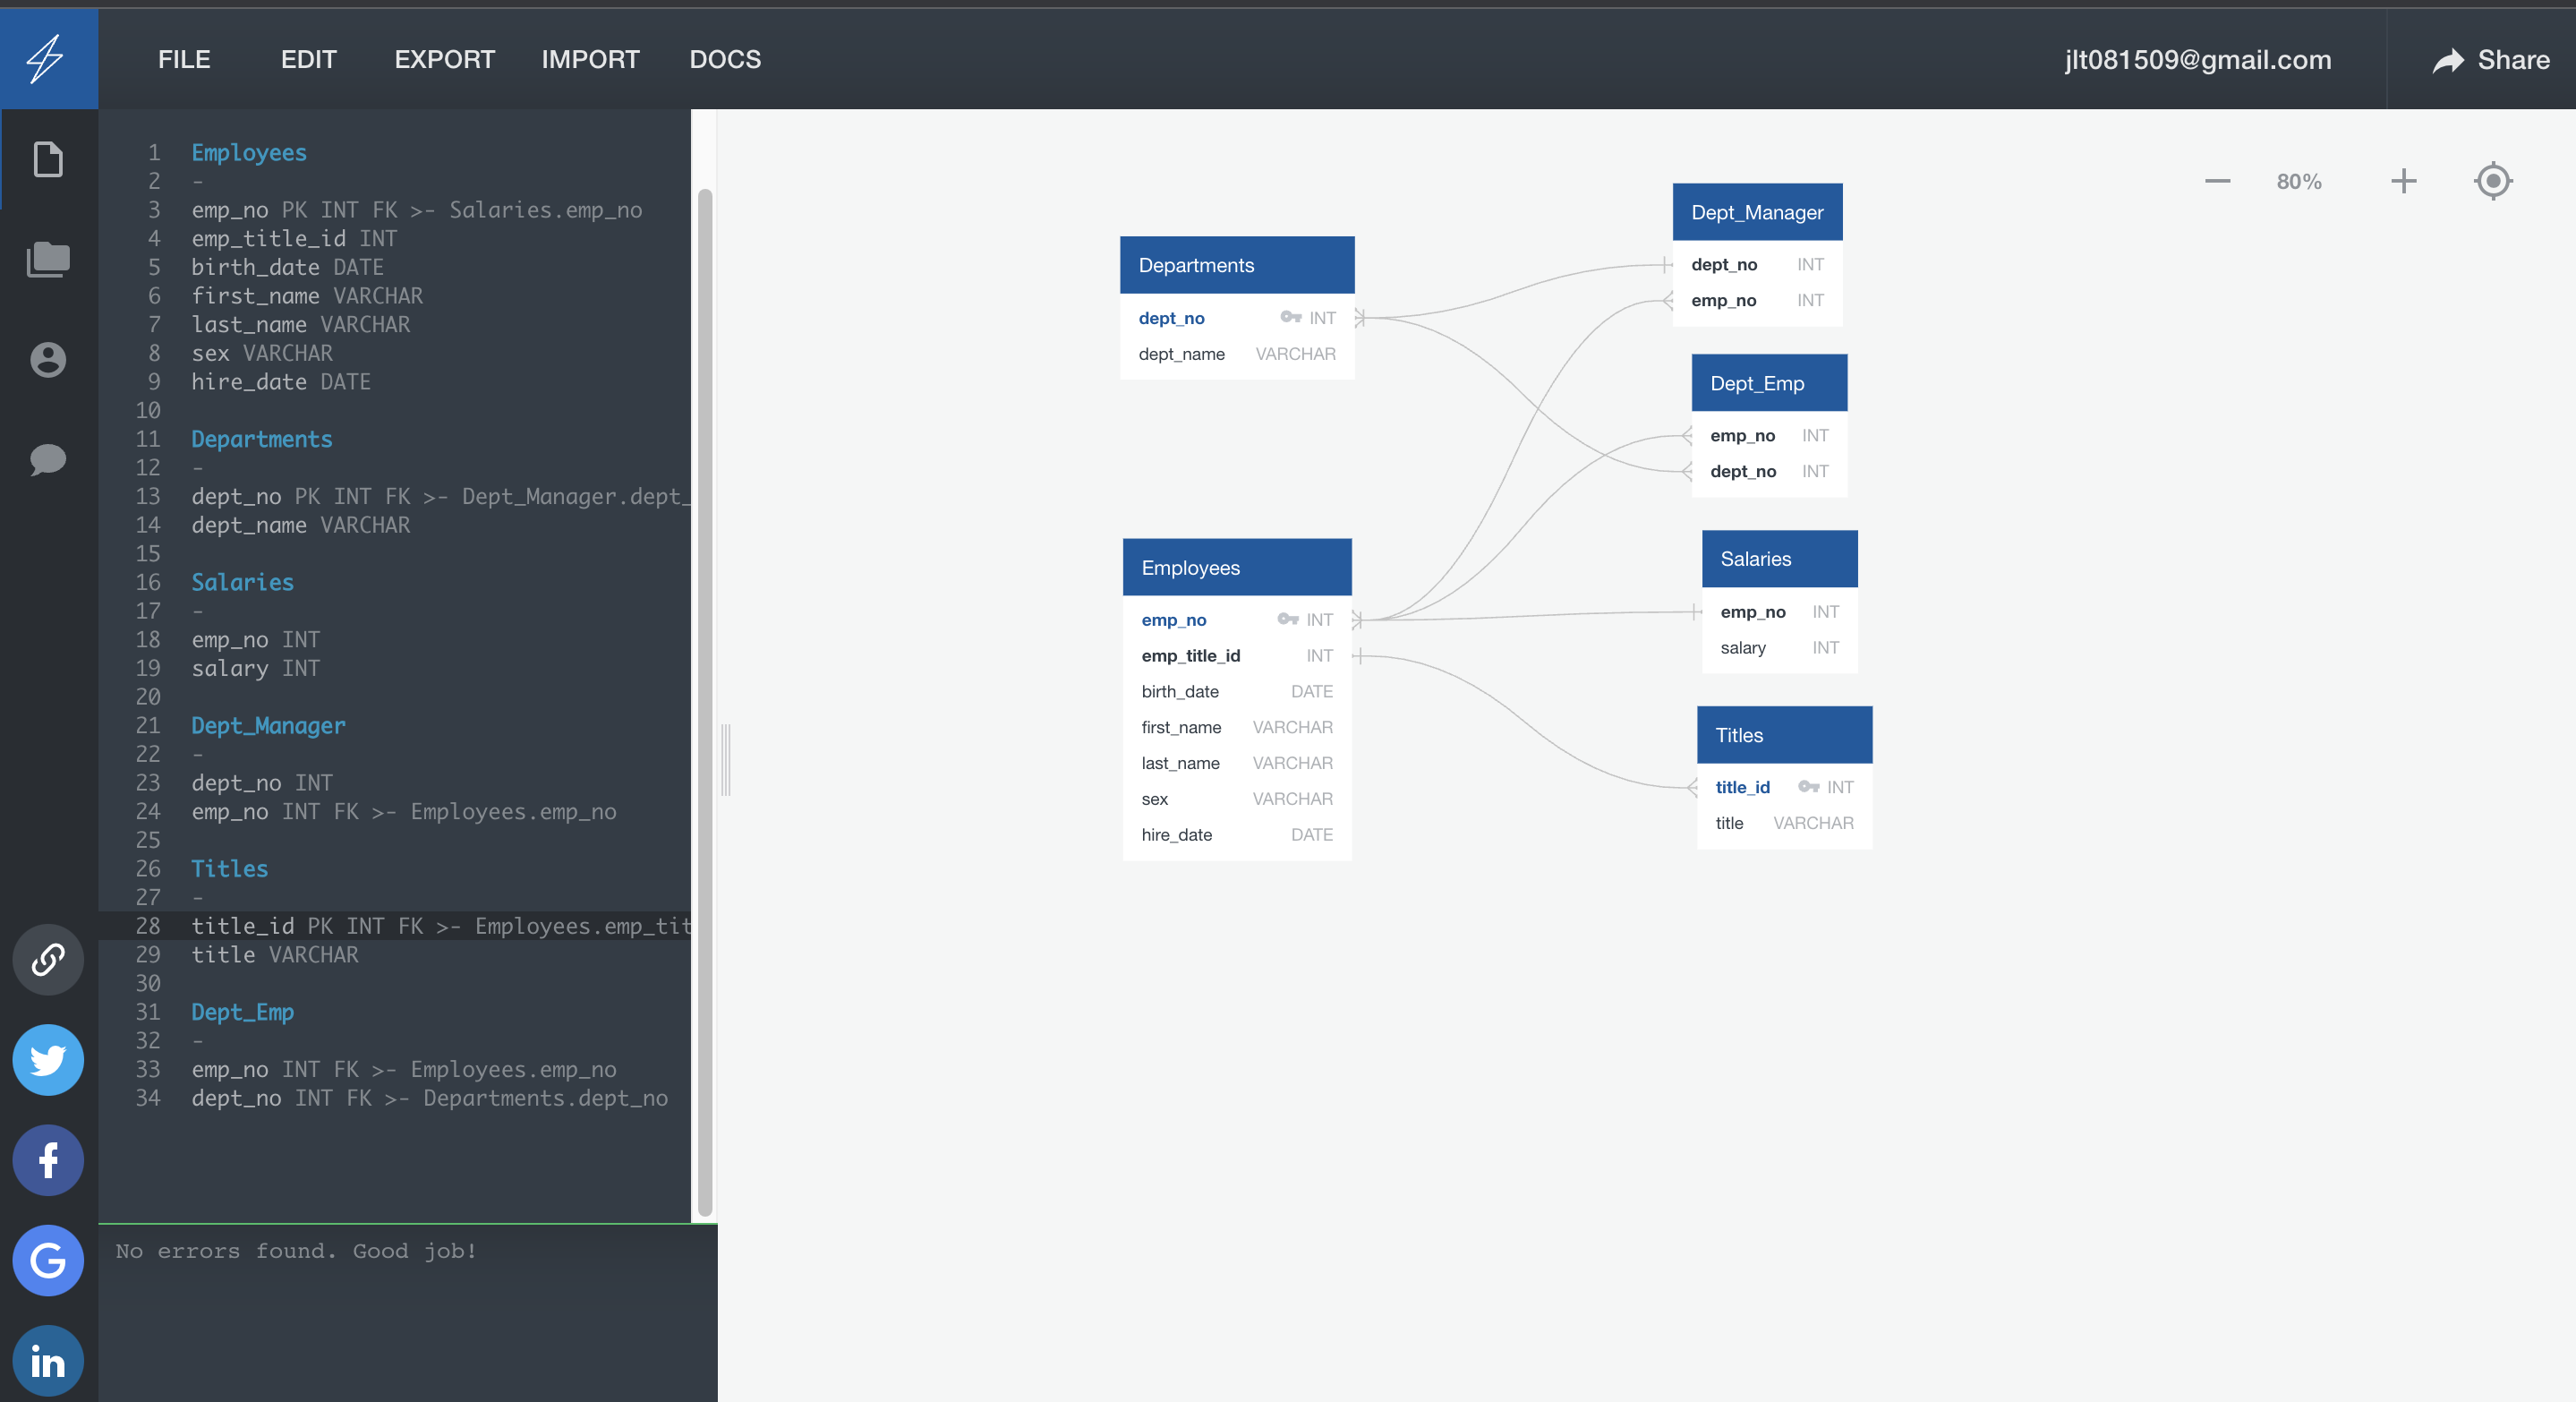 FILE EDIT EXPORT IMPORT DOCS jlt081509@gmail.com Share
1 Employees
2 -
3 emp_no PK INT FK >- Salaries.emp_no
4 emp_title_id INT
5 birth_date DATE
6 first_name VARCHAR
7 last_name VARCHAR
8 sex VARCHAR
9 hire_date DATE
10
11 Departments
12 -
13 dept_no PK INT FK >- Dept_Manager.dept_
14 dept_name VARCHAR
15
16 Salaries
17 -
18 emp_no INT
19 salary INT
20
21 Dept_Manager
22 -
23 dept_no INT
24 emp_no INT FK >- Employees.emp_no
25
26 Titles
27 -
28 title_id PK INT FK >- Employees.emp_tit
29 title VARCHAR
30
31 Dept_Emp
32 -
33 emp_no INT FK >- Employees.emp_no
34 dept_no INT FK >- Departments.dept_no
No errors found. Good job!
80%
Departments
dept_no INT
dept_name VARCHAR
Employees
emp_no INT
emp_title_id INT
birth_date DATE
first_name VARCHAR
last_name VARCHAR
sex VARCHAR
hire_date DATE
Dept_Manager
dept_no INT
emp_no INT
Dept_Emp
emp_no INT
dept_no INT
Salaries
emp_no INT
salary INT
Titles
title_id INT
title VARCHAR